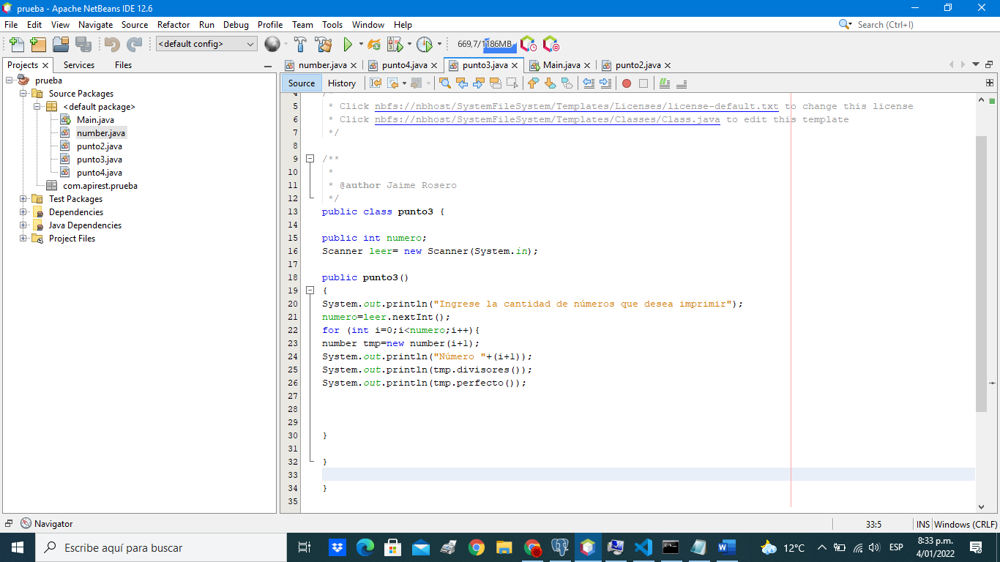 prueba - Apache NetBeans IDE 12.6
File Edit View Navigate Source Refactor Run Debug Profile Team Tools Window Help
Search (Ctrl+I)
<default config>
669,7/1186MB
Projects Services Files
number.java punto4.java punto3.java Main.java punto2.java
Source History
prueba
Source Packages
<default package>
Main.java
number.java
punto2.java
punto3.java
punto4.java
com.apirest.prueba
Test Packages
Dependencies
Java Dependencies
Project Files
4 /*
5 * Click nbfs://nbhost/SystemFileSystem/Templates/Licenses/license-default.txt to change this license
6 * Click nbfs://nbhost/SystemFileSystem/Templates/Classes/Class.java to edit this template
7 */
8
9 /**
10 *
11 * @author Jaime Rosero
12 */
13 public class punto3 {
14
15 public int numero;
16 Scanner leer= new Scanner(System.in);
17
18 public punto3()
19 {
20 System.out.println("Ingrese la cantidad de números que desea imprimir");
21 numero=leer.nextInt();
22 for (int i=0;i<numero;i++){
23 number tmp=new number(i+1);
24 System.out.println("Número "+(i+1));
25 System.out.println(tmp.divisores());
26 System.out.println(tmp.perfecto());
27
28
29
30 }
31
32 }
33
34 }
35
Navigator
33:5 INS Windows (CRLF)
Escribe aquí para buscar
12°C ESP 8:33 p.m.
4/01/2022